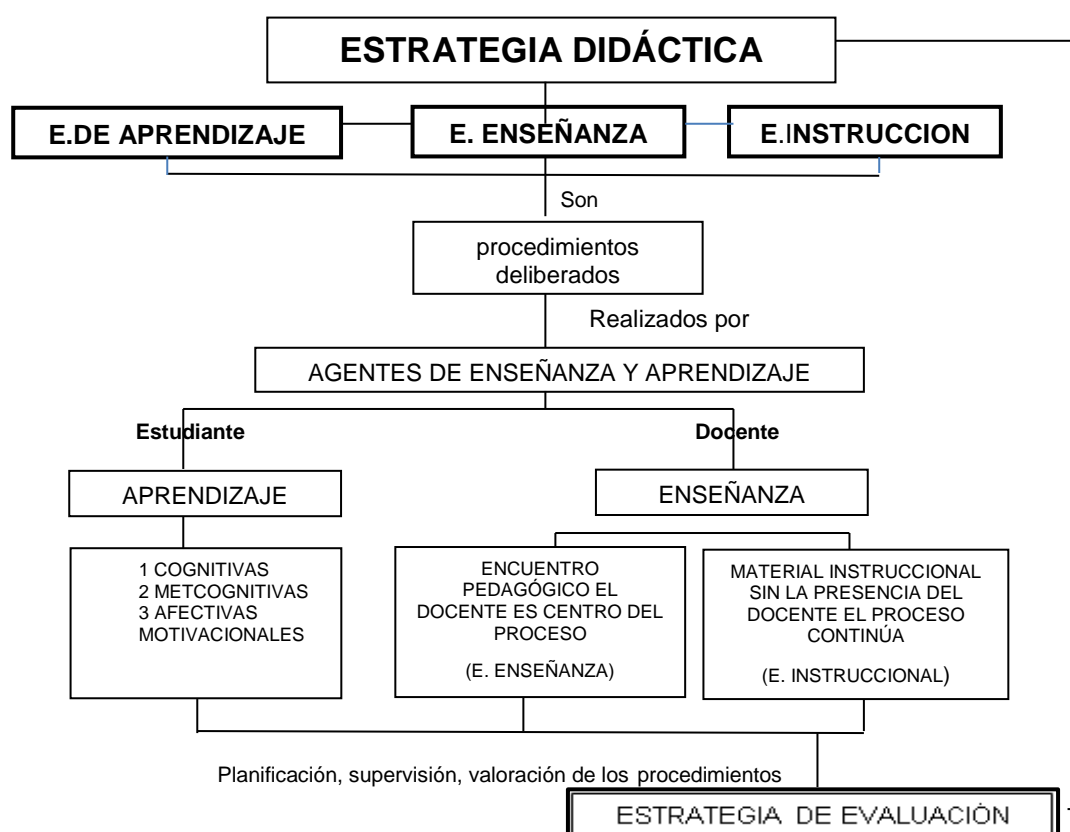 ESTRATEGIA DIDÁCTICA
E.DE APRENDIZAJE
E. ENSEÑANZA
E.INSTRUCCION
Son
procedimientos
deliberados
Realizados por
AGENTES DE ENSEÑANZA Y APRENDIZAJE
Estudiante
Docente
APRENDIZAJE
ENSEÑANZA
1 COGNITIVAS
2 METCOGNITIVAS
3 AFECTIVAS
MOTIVACIONALES
ENCUENTRO
PEDAGÓGICO EL
DOCENTE ES CENTRO DEL
PROCESO
(E. ENSEÑANZA)
MATERIAL INSTRUCCIONAL
SIN LA PRESENCIA DEL
DOCENTE EL PROCESO
CONTINÚA
(E. INSTRUCCIONAL)
Planificación, supervisión, valoración de los procedimientos
ESTRATEGIA DE EVALUACIÓN